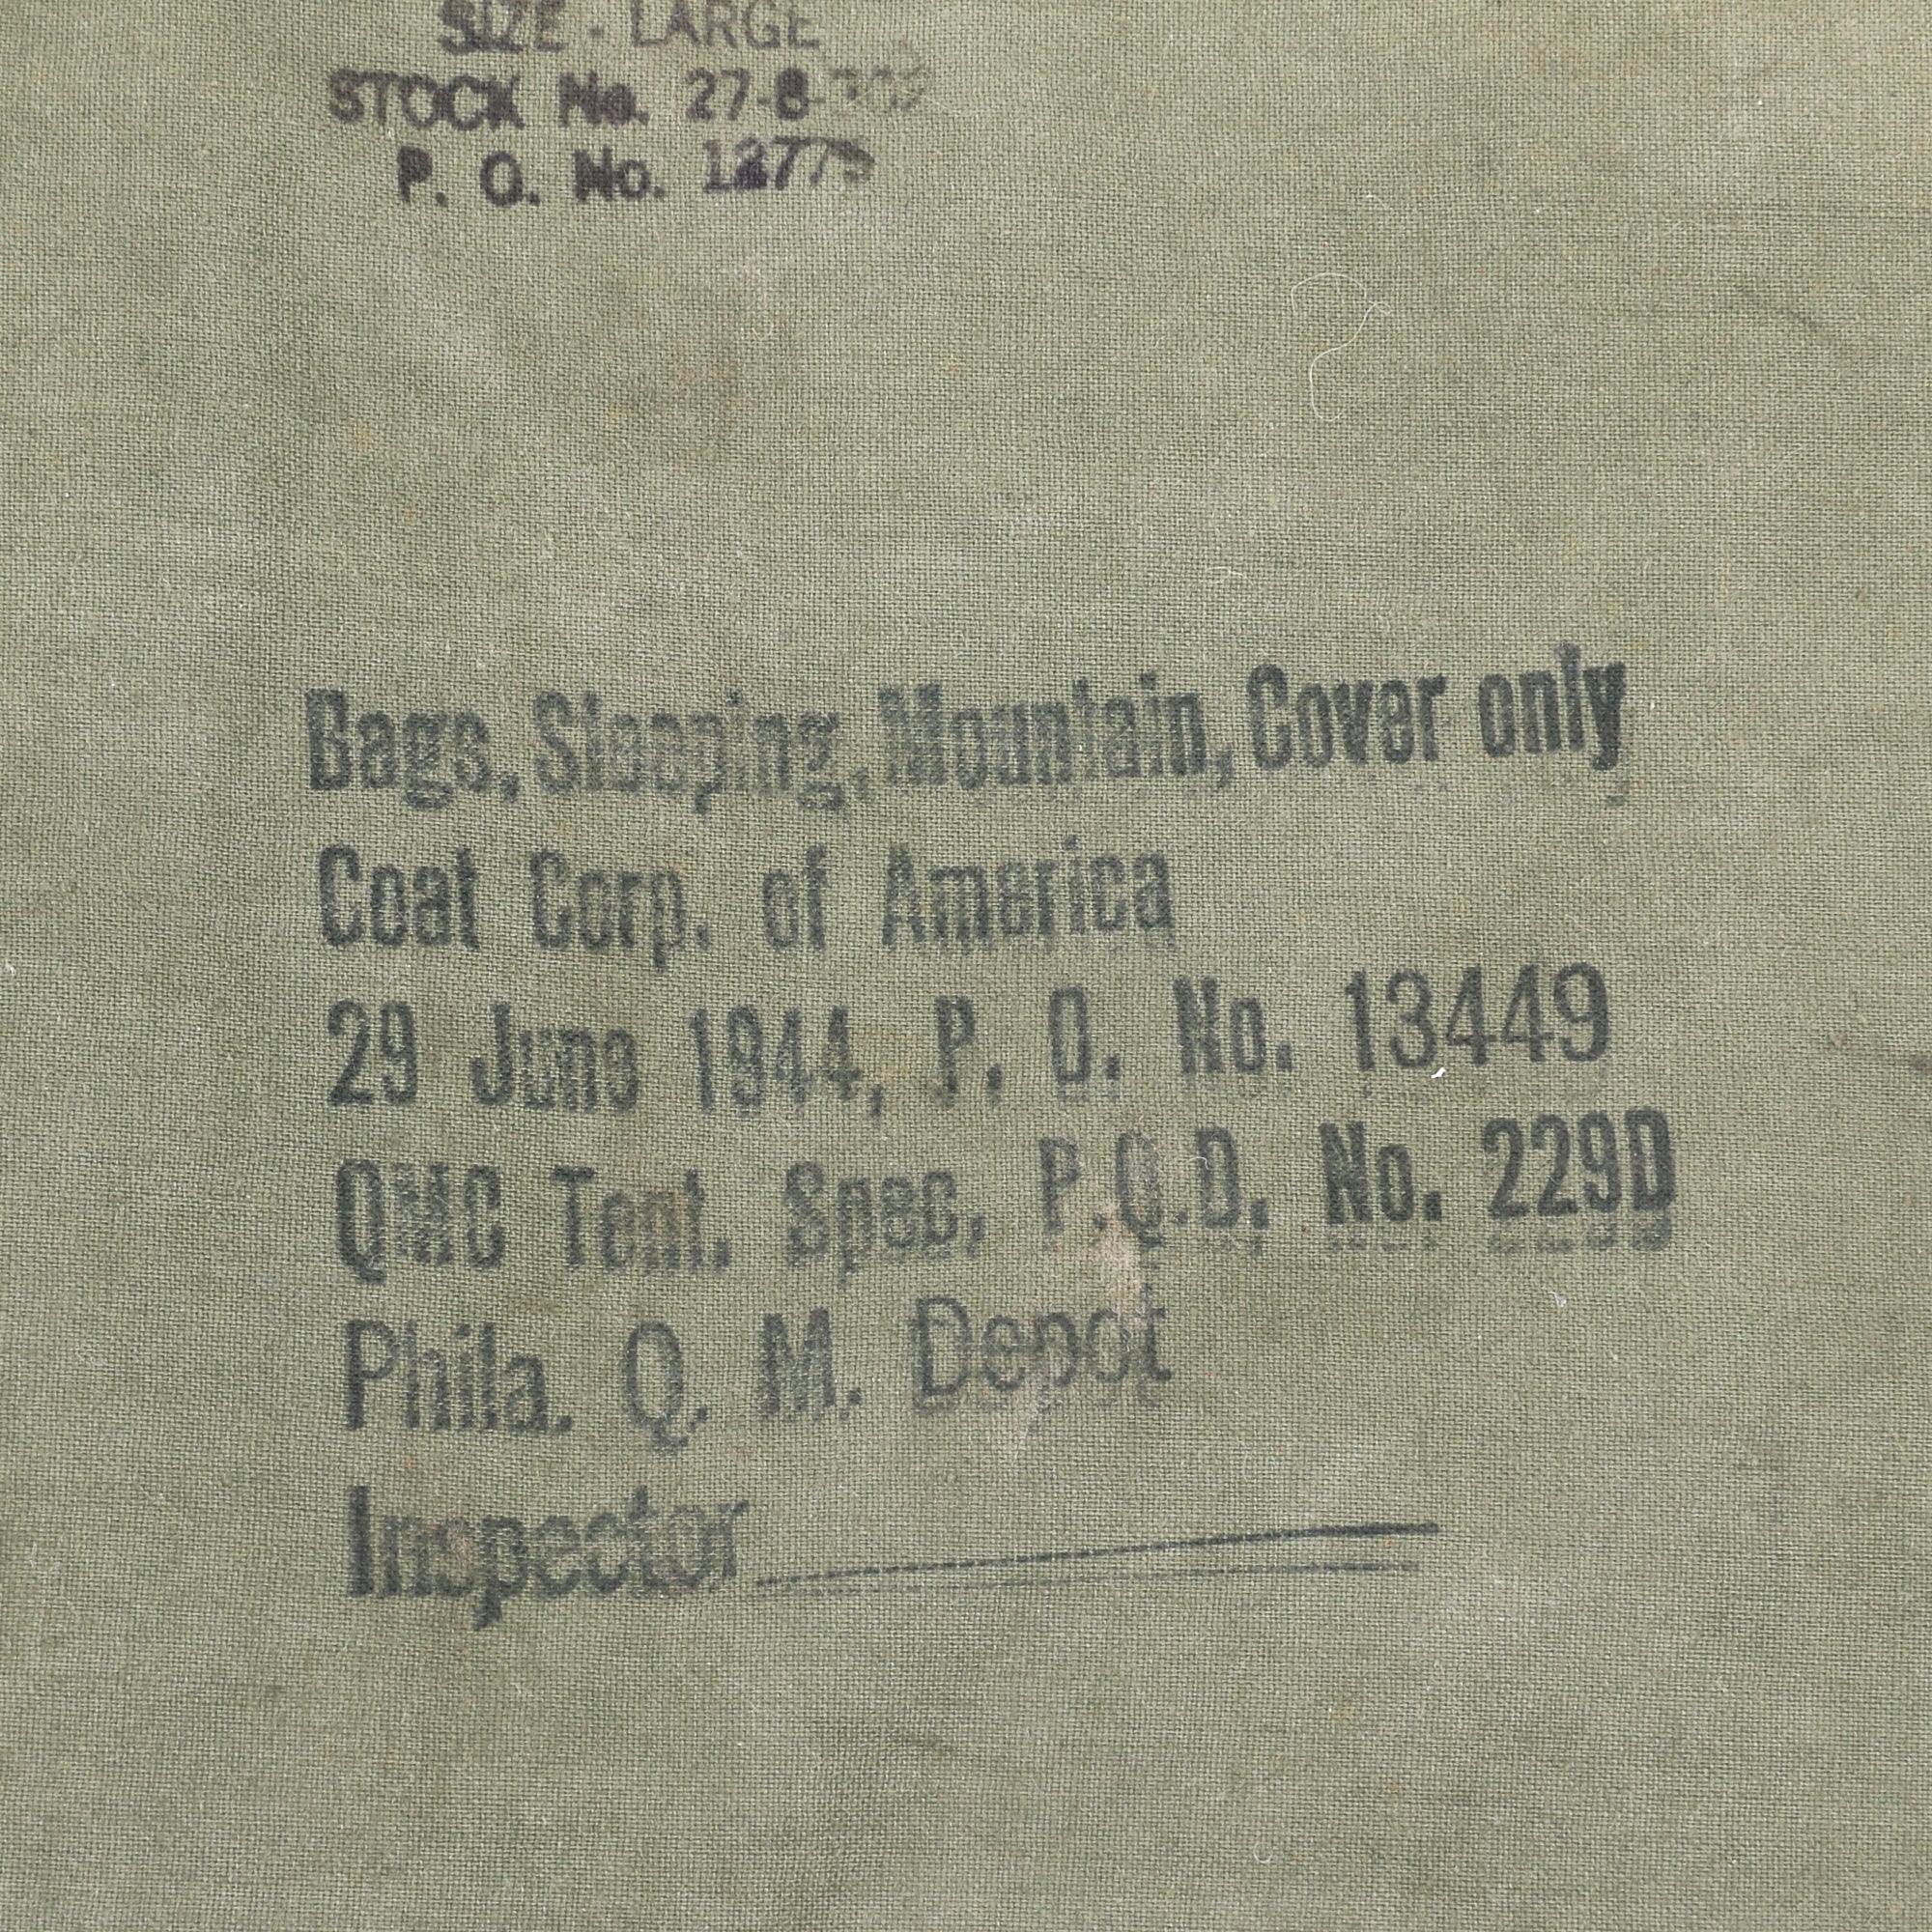 SIZE - LARGE
STOCK No. 27-B-
P. O. No. 12775
Bags, Sleeping, Mountain, Cover only
Coat Corp. of America
29 June 1944, P. O. No. 13449
QMC Tent. Spec. P.Q.D. No. 229D
Phila. Q. M. Depot
Inspector